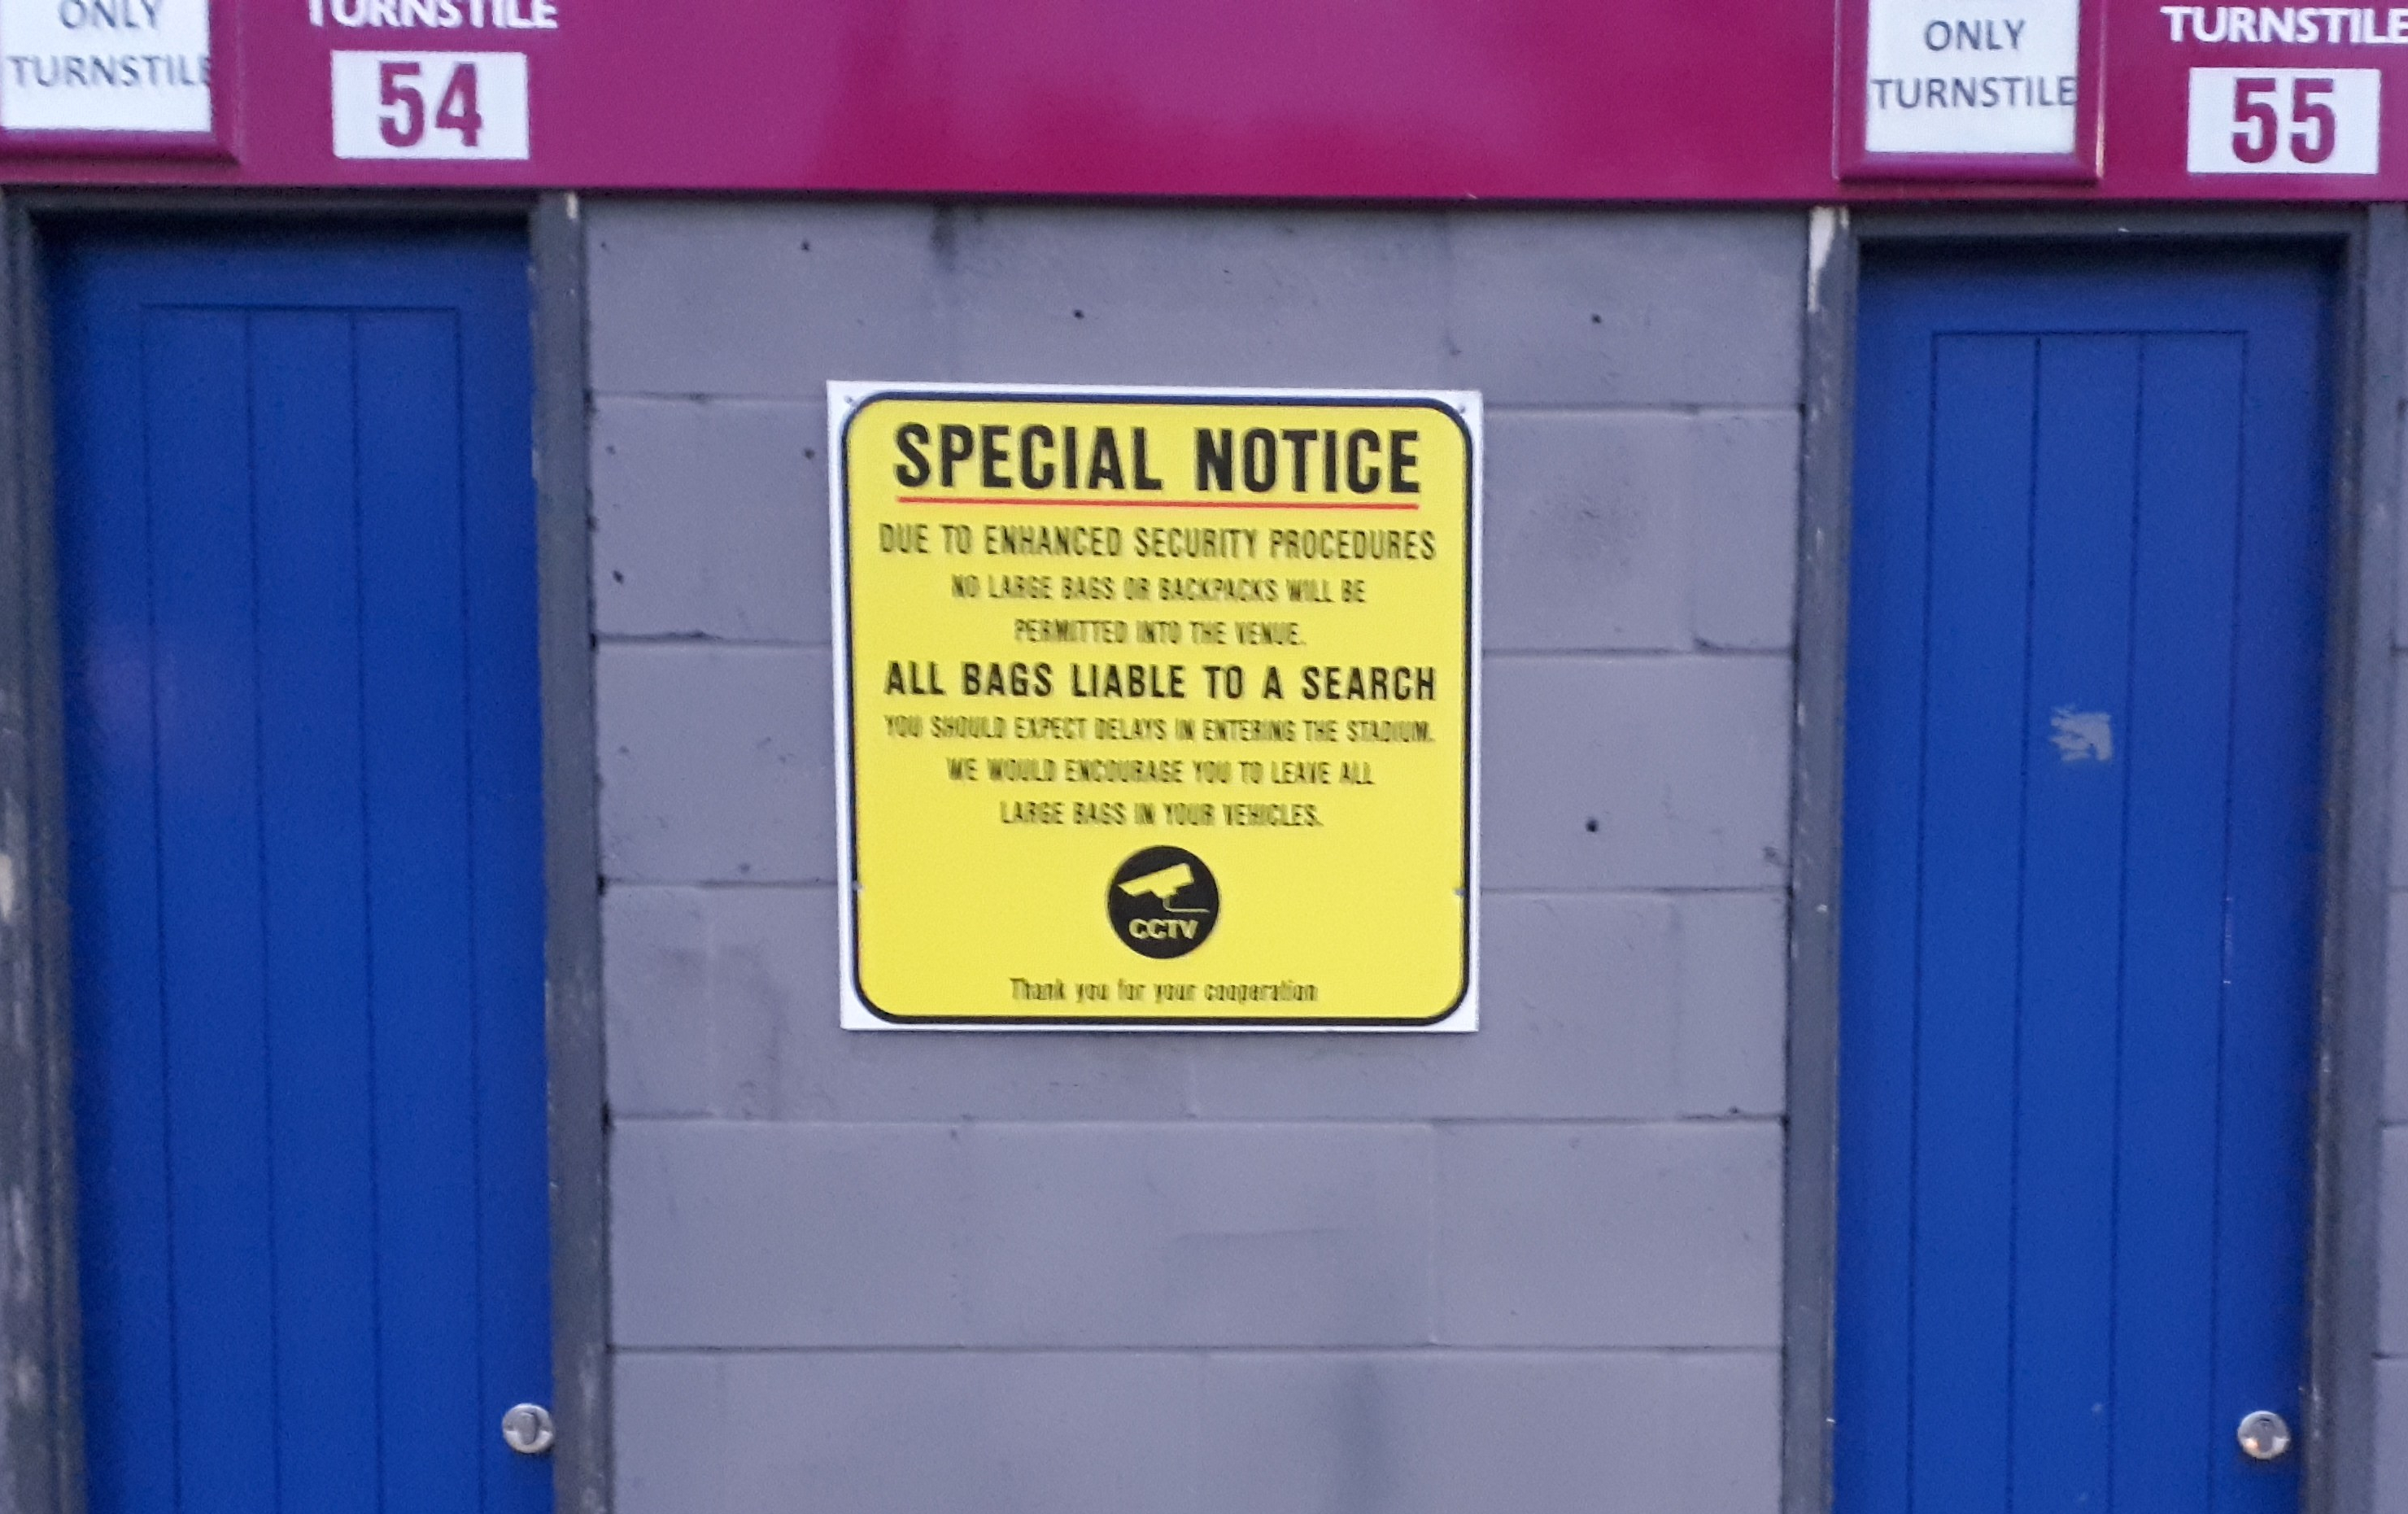 ONLY
TURNSTILE
TURNSTILE
54
ONLY
TURNSTILE
TURNSTILE
55
SPECIAL NOTICE
DUE TO ENHANCED SECURITY PROCEDURES
NO LARGE BAGS OR BACKPACKS WILL BE
PERMITTED INTO THE VENUE.
ALL BAGS LIABLE TO A SEARCH
YOU SHOULD EXPECT DELAYS IN ENTERING THE STADIUM.
WE WOULD ENCOURAGE YOU TO LEAVE ALL
LARGE BAGS IN YOUR VEHICLES.
CCTV
Thank you for your cooperation